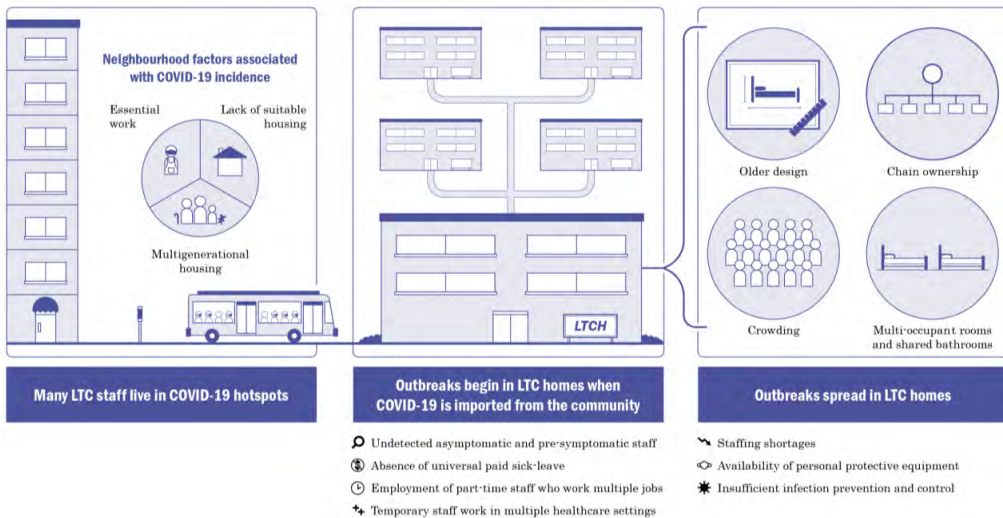 Neighbourhood factors associated
with COVID-19 incidence
Essential
work
Lack of suitable
housing
Multigenerational
housing
Many LTC staff live in COVID-19 hotspots
LTCH
Outbreaks begin in LTC homes when
COVID-19 is imported from the community
Undetected asymptomatic and pre-symptomatic staff
Absence of universal paid sick-leave
Employment of part-time staff who work multiple jobs
Temporary staff work in multiple healthcare settings
Older design
Chain ownership
Crowding
Multi-occupant rooms
and shared bathrooms
Outbreaks spread in LTC homes
Staffing shortages
Availability of personal protective equipment
Insufficient infection prevention and control